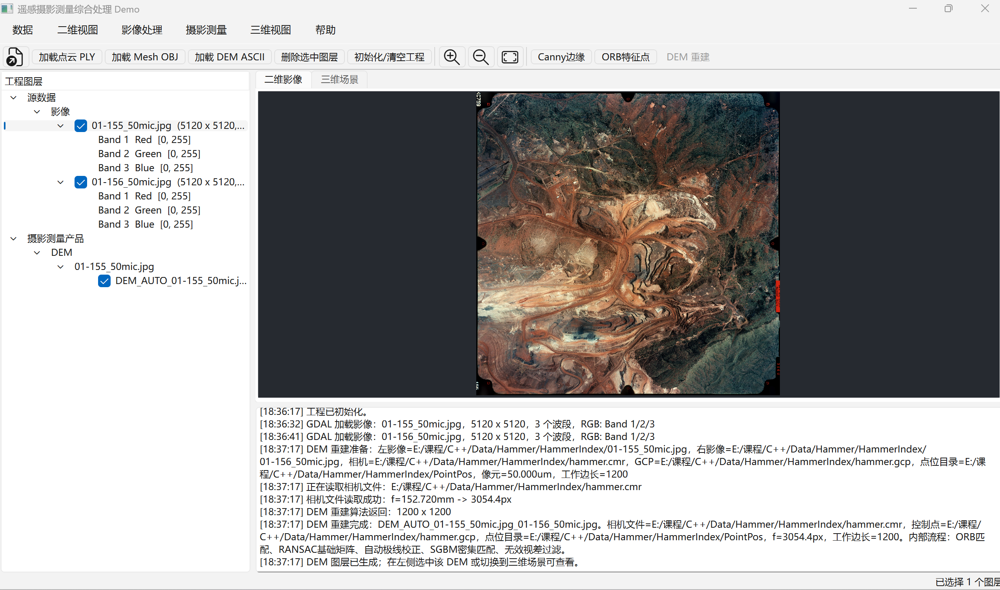 遥感摄影测量综合处理 Demo
数据 二维视图 影像处理 摄影测量 三维视图 帮助
加载点云 PLY 加载 Mesh OBJ 加载 DEM ASCII 删除选中图层 初始化/清空工程 Canny边缘 ORB特征点 DEM 重建
工程图层
源数据
影像
01-155_50mic.jpg (5120 x 5120,...
Band 1 Red [0, 255]
Band 2 Green [0, 255]
Band 3 Blue [0, 255]
01-156_50mic.jpg (5120 x 5120,...
Band 1 Red [0, 255]
Band 2 Green [0, 255]
Band 3 Blue [0, 255]
摄影测量产品
DEM
01-155_50mic.jpg
DEM_AUTO_01-155_50mic.j...
二维影像 三维场景
[18:36:17] 工程已初始化。
[18:36:32] GDAL 加载影像：01-155_50mic.jpg，5120 x 5120，3 个波段，RGB: Band 1/2/3
[18:36:41] GDAL 加载影像：01-156_50mic.jpg，5120 x 5120，3 个波段，RGB: Band 1/2/3
[18:37:17] DEM 重建准备：左影像=E:/课程/C++/Data/Hammer/HammerIndex/01-155_50mic.jpg，右影像=E:/课程/C++/Data/Hammer/HammerIndex/
01-156_50mic.jpg，相机=E:/课程/C++/Data/Hammer/HammerIndex/hammer.cmr，GCP=E:/课程/C++/Data/Hammer/HammerIndex/hammer.gcp，点位目录=E:/课
程/C++/Data/Hammer/HammerIndex/PointPos，像元=50.000um，工作边长=1200
[18:37:17] 正在读取相机文件：E:/课程/C++/Data/Hammer/HammerIndex/hammer.cmr
[18:37:17] 相机文件读取成功：f=152.720mm -> 3054.4px
[18:37:17] DEM 重建算法返回：1200 x 1200
[18:37:17] DEM 重建完成：DEM_AUTO_01-155_50mic.jpg_01-156_50mic.jpg。相机文件=E:/课程/C++/Data/Hammer/HammerIndex/hammer.cmr，控制点=E:/课程/
C++/Data/Hammer/HammerIndex/hammer.gcp，点位目录=E:/课程/C++/Data/Hammer/HammerIndex/PointPos，f=3054.4px，工作边长=1200。内部流程：ORB匹
配、RANSAC基础矩阵、自动极线校正、SGBM密集匹配、无效视差过滤。
[18:37:17] DEM 图层已生成；在左侧选中该 DEM 或切换到三维场景可查看。
已选择 1 个图层